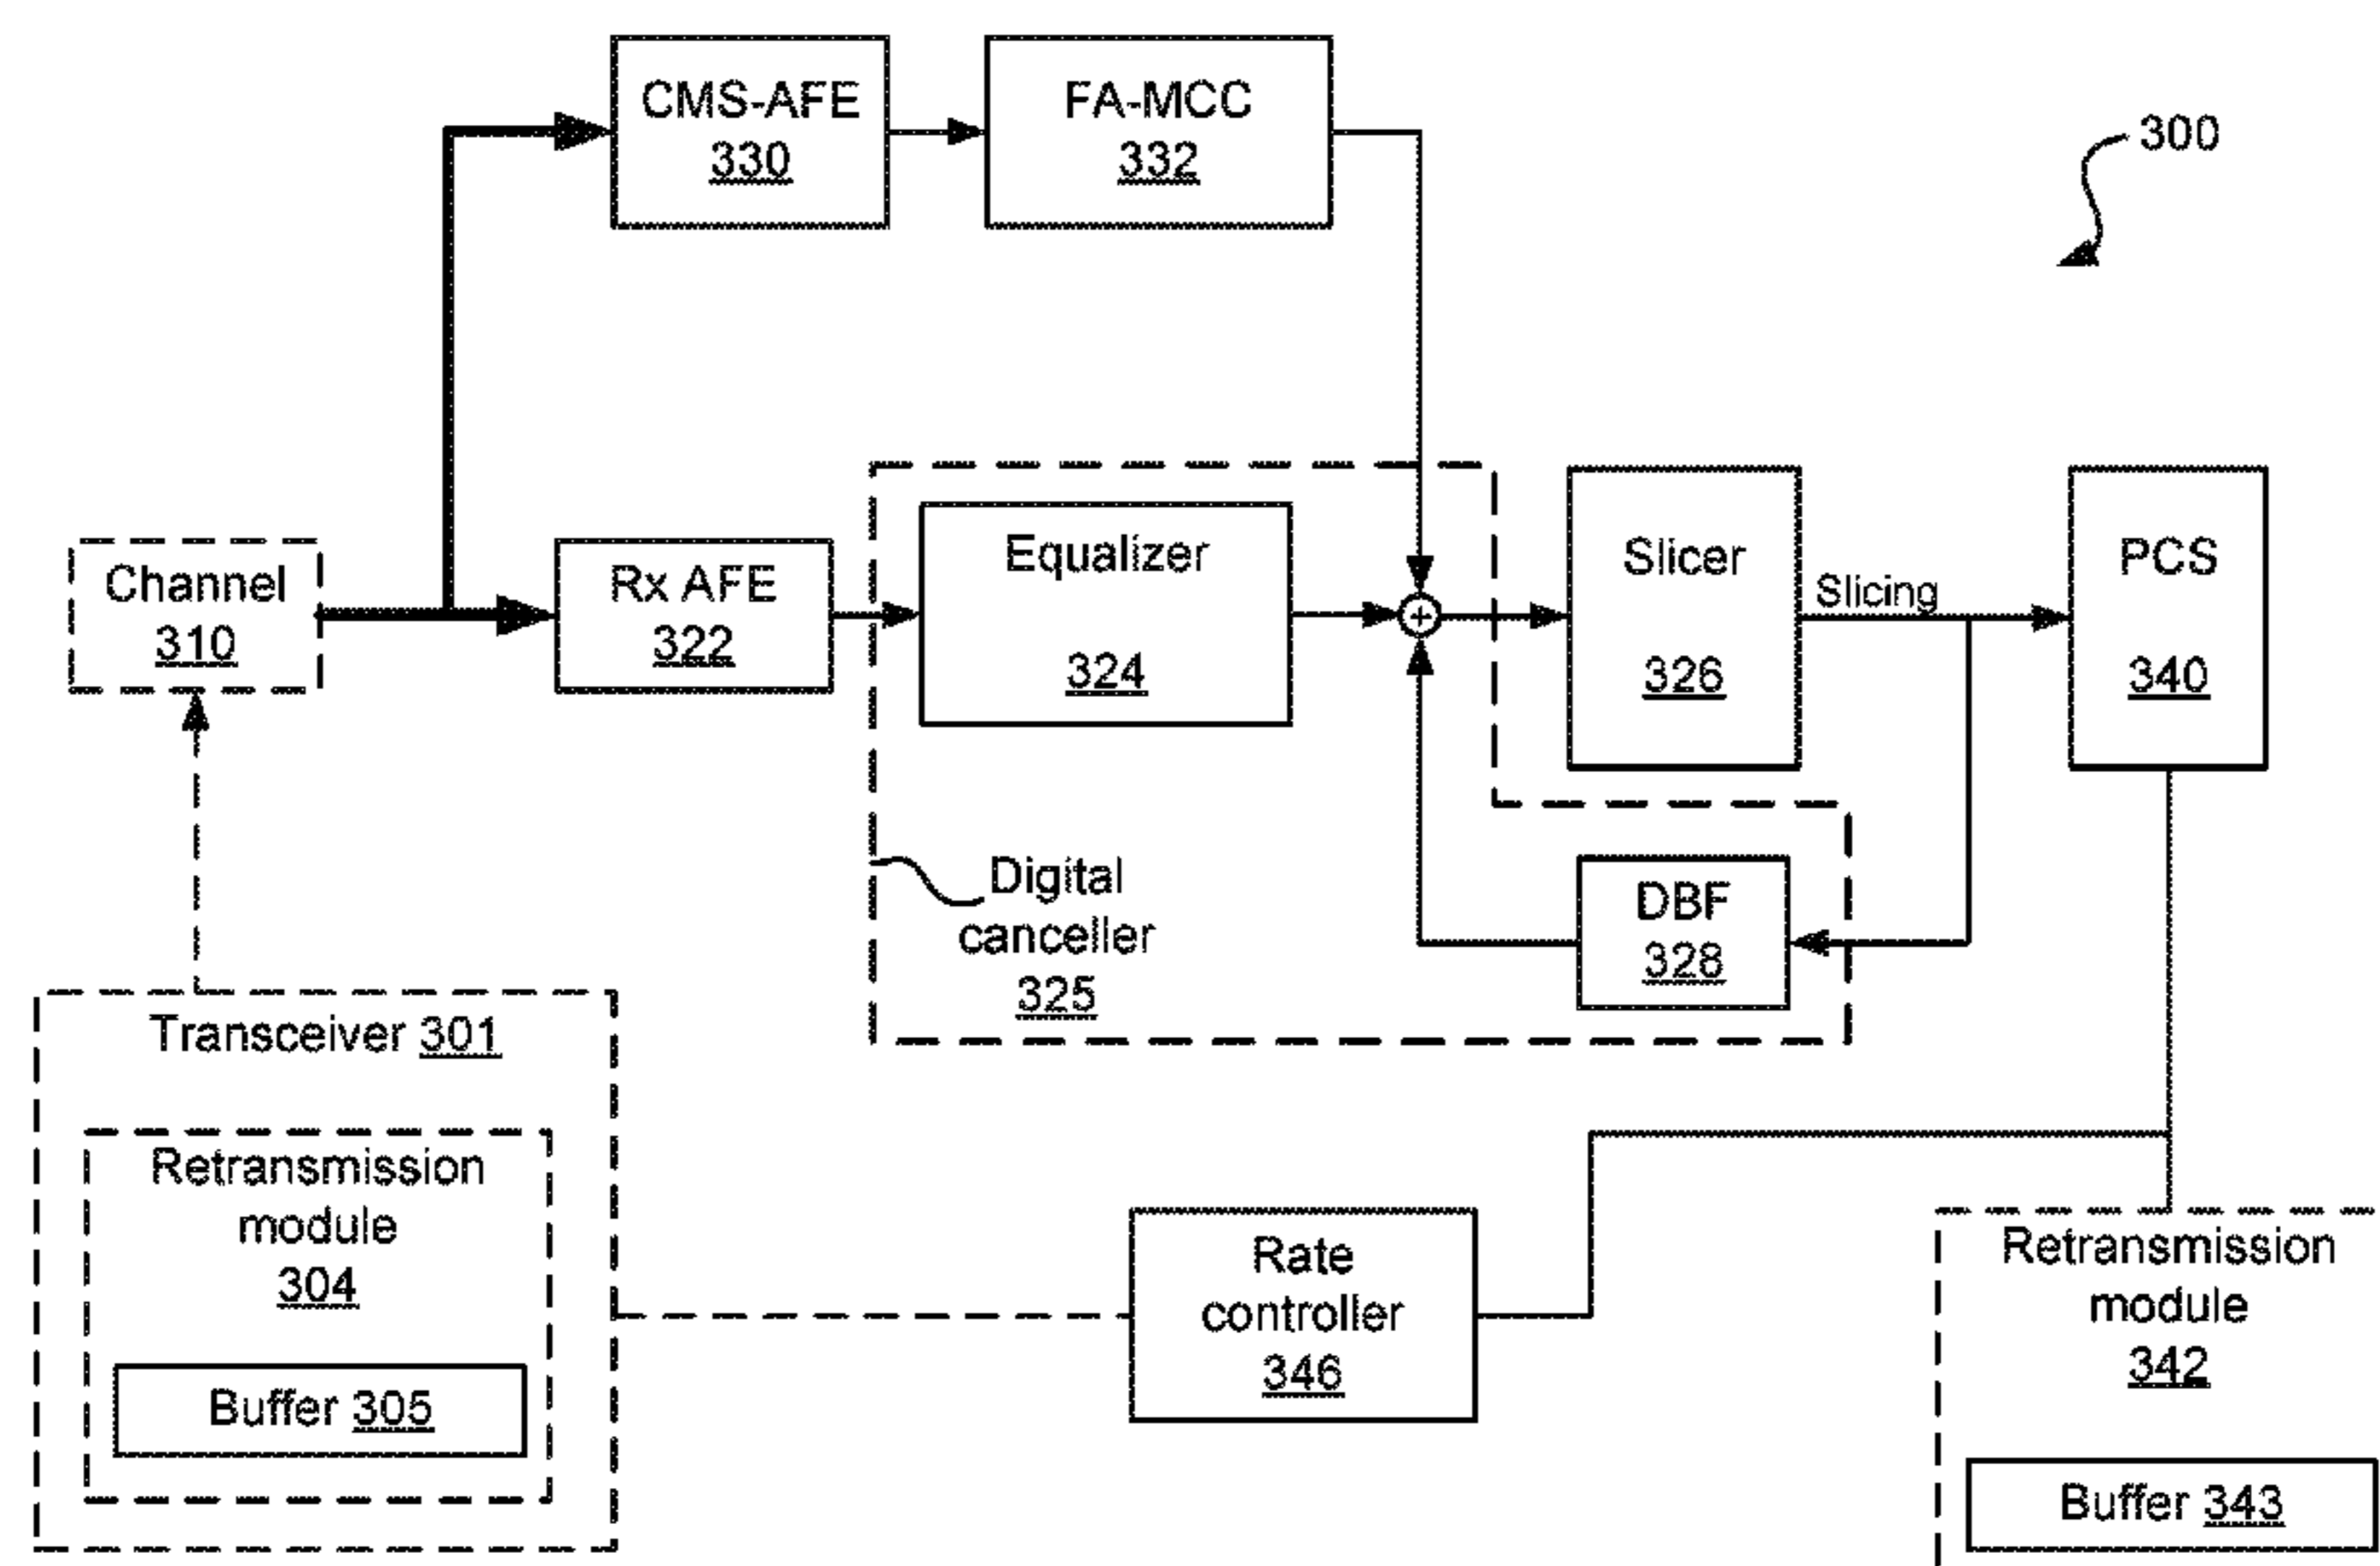 CMS-AFE
330
FA-MCC
332
300
Channel
310
Rx AFE
322
Equalizer
324
+
Slicer
326
Slicing
PCS
340
Digital
canceller
325
DBF
328
Transceiver 301
Retransmission
module
304
Buffer 305
Rate
controller
346
Retransmission
module
342
Buffer 343